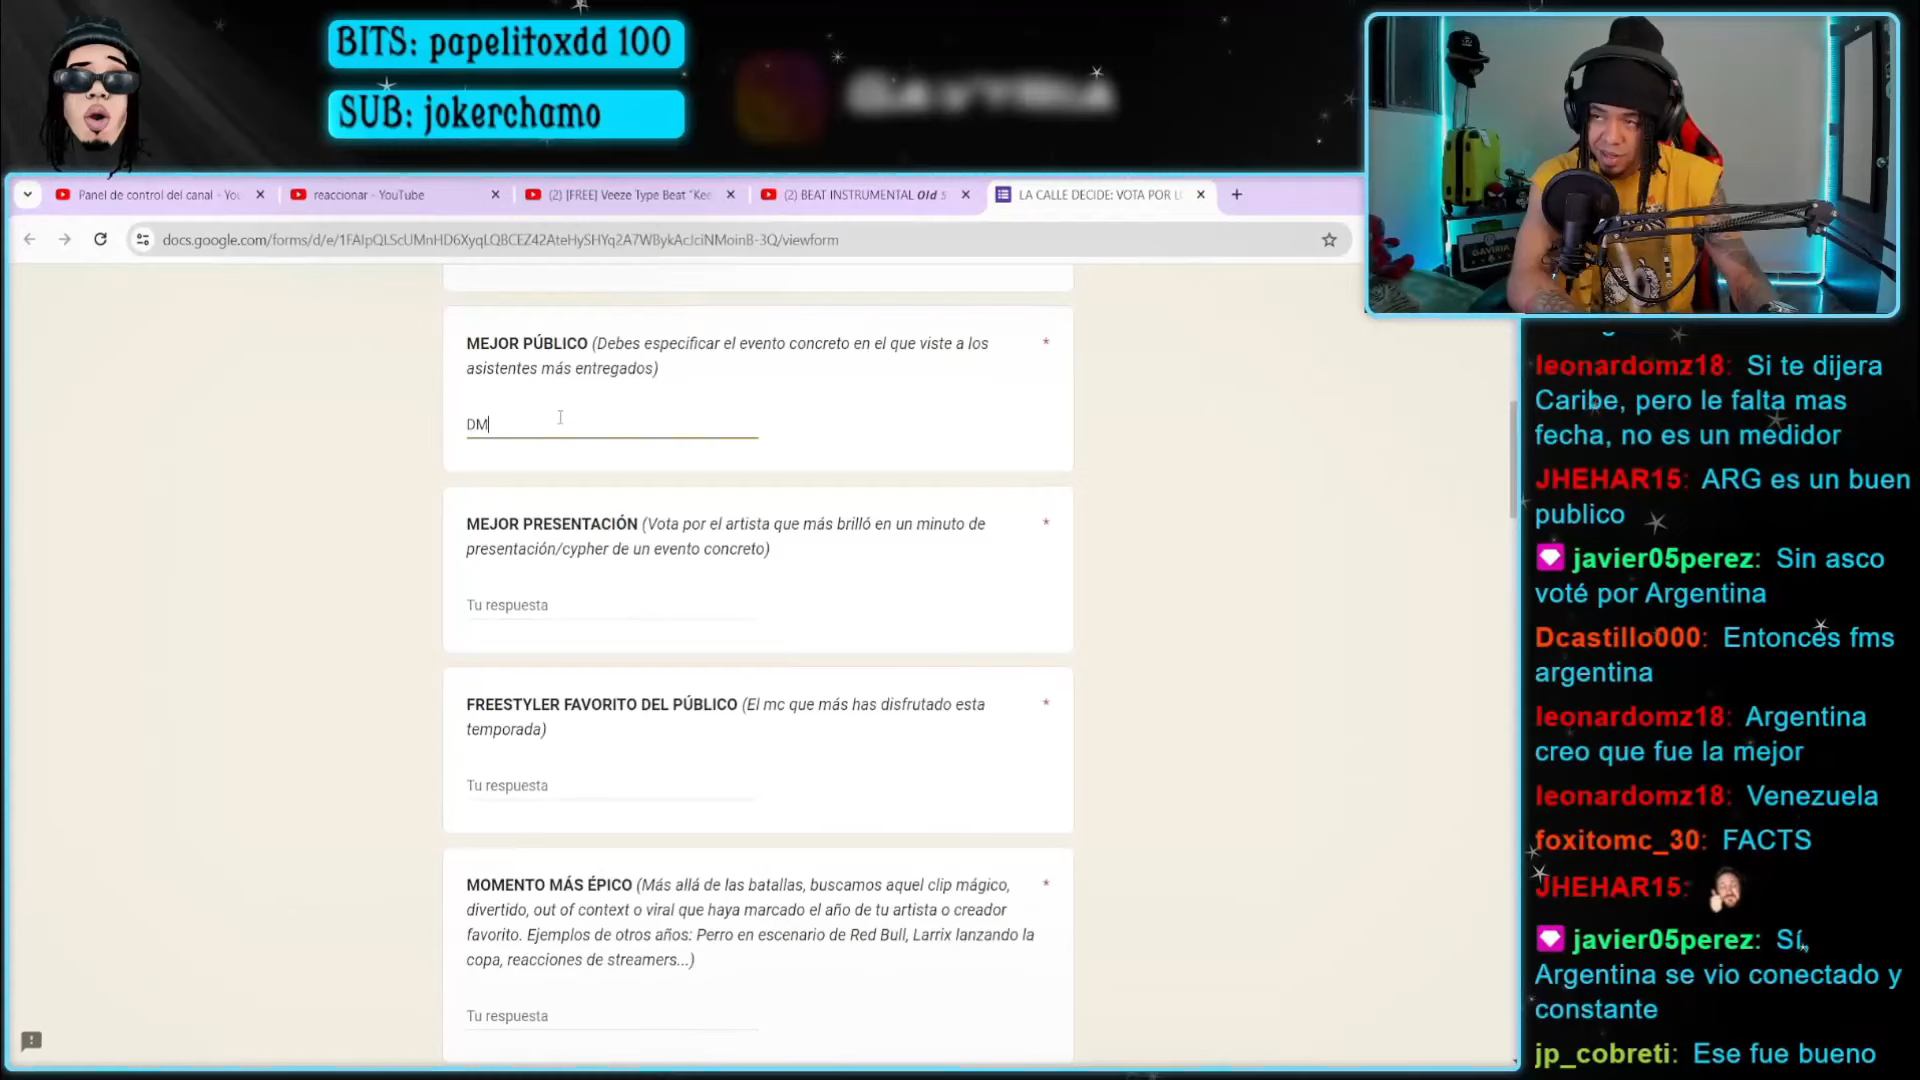 BITS: papelitoxdd 100
SUB: jokerchamo
GAVIRIA
Panel de control del canal - You
reaccionar - YouTube
(2) [FREE] Veeze Type Beat "Kee
(2) BEAT INSTRUMENTAL Old S
LA CALLE DECIDE: VOTA POR L
docs.google.com/forms/d/e/1FAIpQLScUMnHD6XyqLQBCEZ42AteHySHYq2A7WBykAcJciNMoinB-3Q/viewform
MEJOR PÚBLICO (Debes especificar el evento concreto en el que viste a los *
asistentes más entregados)
DM
MEJOR PRESENTACIÓN (Vota por el artista que más brilló en un minuto de *
presentación/cypher de un evento concreto)
Tu respuesta
FREESTYLER FAVORITO DEL PÚBLICO (El mc que más has disfrutado esta *
temporada)
Tu respuesta
MOMENTO MÁS ÉPICO (Más allá de las batallas, buscamos aquel clip mágico, *
divertido, out of context o viral que haya marcado el año de tu artista o creador
favorito. Ejemplos de otros años: Perro en escenario de Red Bull, Larrix lanzando la
copa, reacciones de streamers...)
Tu respuesta
GAVIRIA
leonardomz18: Si te dijera
Caribe, pero le falta mas
fecha, no es un medidor
JHEHAR15: ARG es un buen
publico
javier05perez: Sin asco
voté por Argentina
Dcastillo000: Entonces fms
argentina
leonardomz18: Argentina
creo que fue la mejor
leonardomz18: Venezuela
foxitomc_30: FACTS
JHEHAR15:
javier05perez: Sí,
Argentina se vio conectado y
constante
jp_cobreti: Ese fue bueno